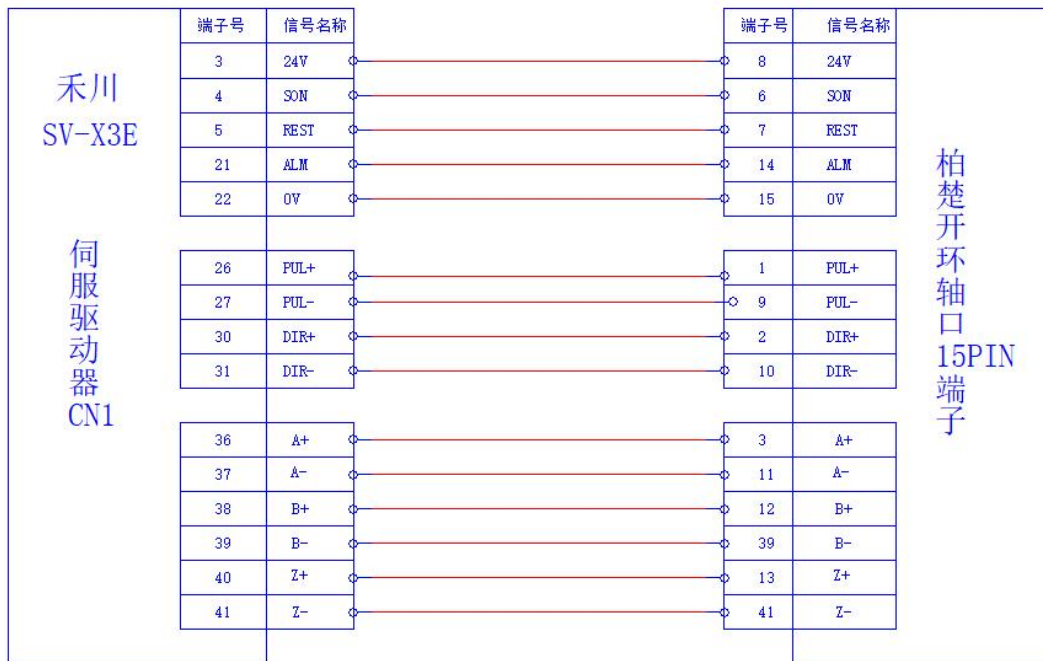 端子号 信号名称 端子号 信号名称
3 24V 8 24V
4 SON 6 SON
5 REST 7 REST
21 ALM 14 ALM
22 0V 15 0V
禾川
SV-X3E
伺服驱动器
CN1
26 PUL+ 1 PUL+
27 PUL- 9 PUL-
30 DIR+ 2 DIR+
31 DIR- 10 DIR-
36 A+ 3 A+
37 A- 11 A-
38 B+ 12 B+
39 B- 39 B-
40 Z+ 13 Z+
41 Z- 41 Z-
柏楚开环轴口
15PIN
端子